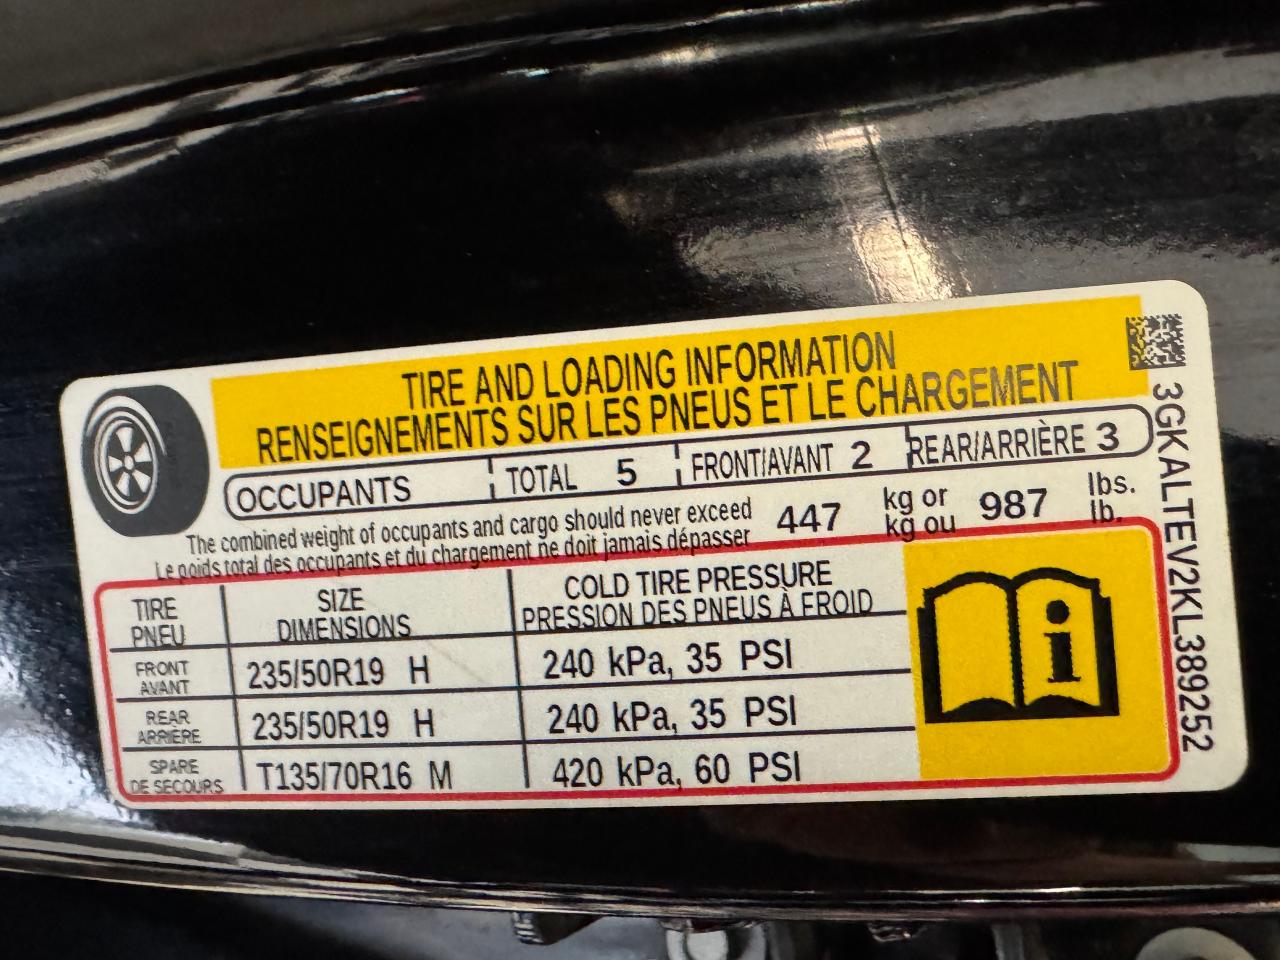 TIRE AND LOADING INFORMATION
RENSEIGNEMENTS SUR LES PNEUS ET LE CHARGEMENT
OCCUPANTS TOTAL 5 FRONT/AVANT 2 REAR/ARRIÈRE 3
The combined weight of occupants and cargo should never exceed 447 kg or 987 lbs.
Le poids total des occupants et du chargement ne doit jamais dépasser kg ou lb.
TIRE SIZE COLD TIRE PRESSURE
PNEU DIMENSIONS PRESSION DES PNEUS À FROID
FRONT
AVANT 235/50R19 H 240 kPa, 35 PSI
REAR
ARRIÈRE 235/50R19 H 240 kPa, 35 PSI
SPARE
DE SECOURS T135/70R16 M 420 kPa, 60 PSI
i
3GKALTEV2KL389252